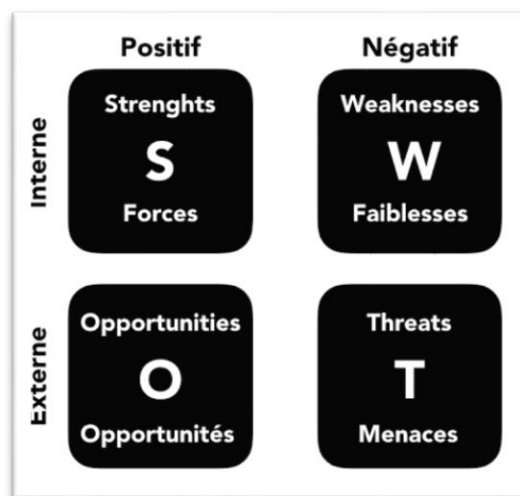 Positif Négatif
Interne
Strenghts Weaknesses
S W
Forces Faiblesses
Externe
Opportunities Threats
O T
Opportunités Menaces